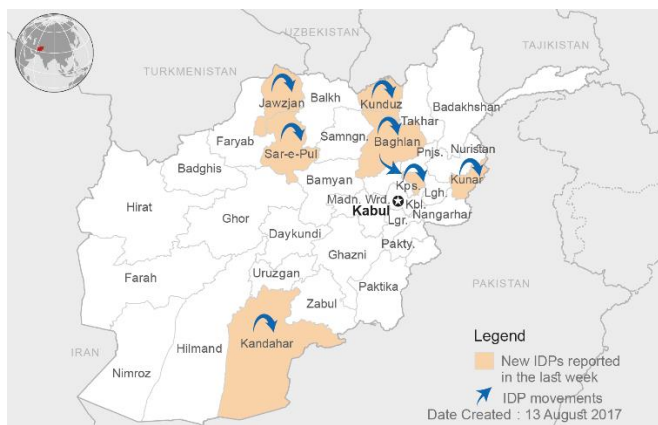 UZBEKISTAN
TAJIKISTAN
TURKMENISTAN
Jawzjan
Balkh
Kunduz
Takhar
Badakhshan
Faryab
Sar-e-Pul
Samngn.
Baghlan
Pnjs.
Nuristan
Badghis
Bamyan
Kps.
Lgh.
Kunar
Hirat
Ghor
Madn. Wrd.
Kbl.
Kabul
Nangarhar
Lgr.
Daykundi
Pakty.
Ghazni
Farah
Uruzgan
Paktika
Zabul
PAKISTAN
Kandahar
Hilmand
Nimroz
IRAN
Legend
New IDPs reported
in the last week
IDP movements
Date Created : 13 August 2017